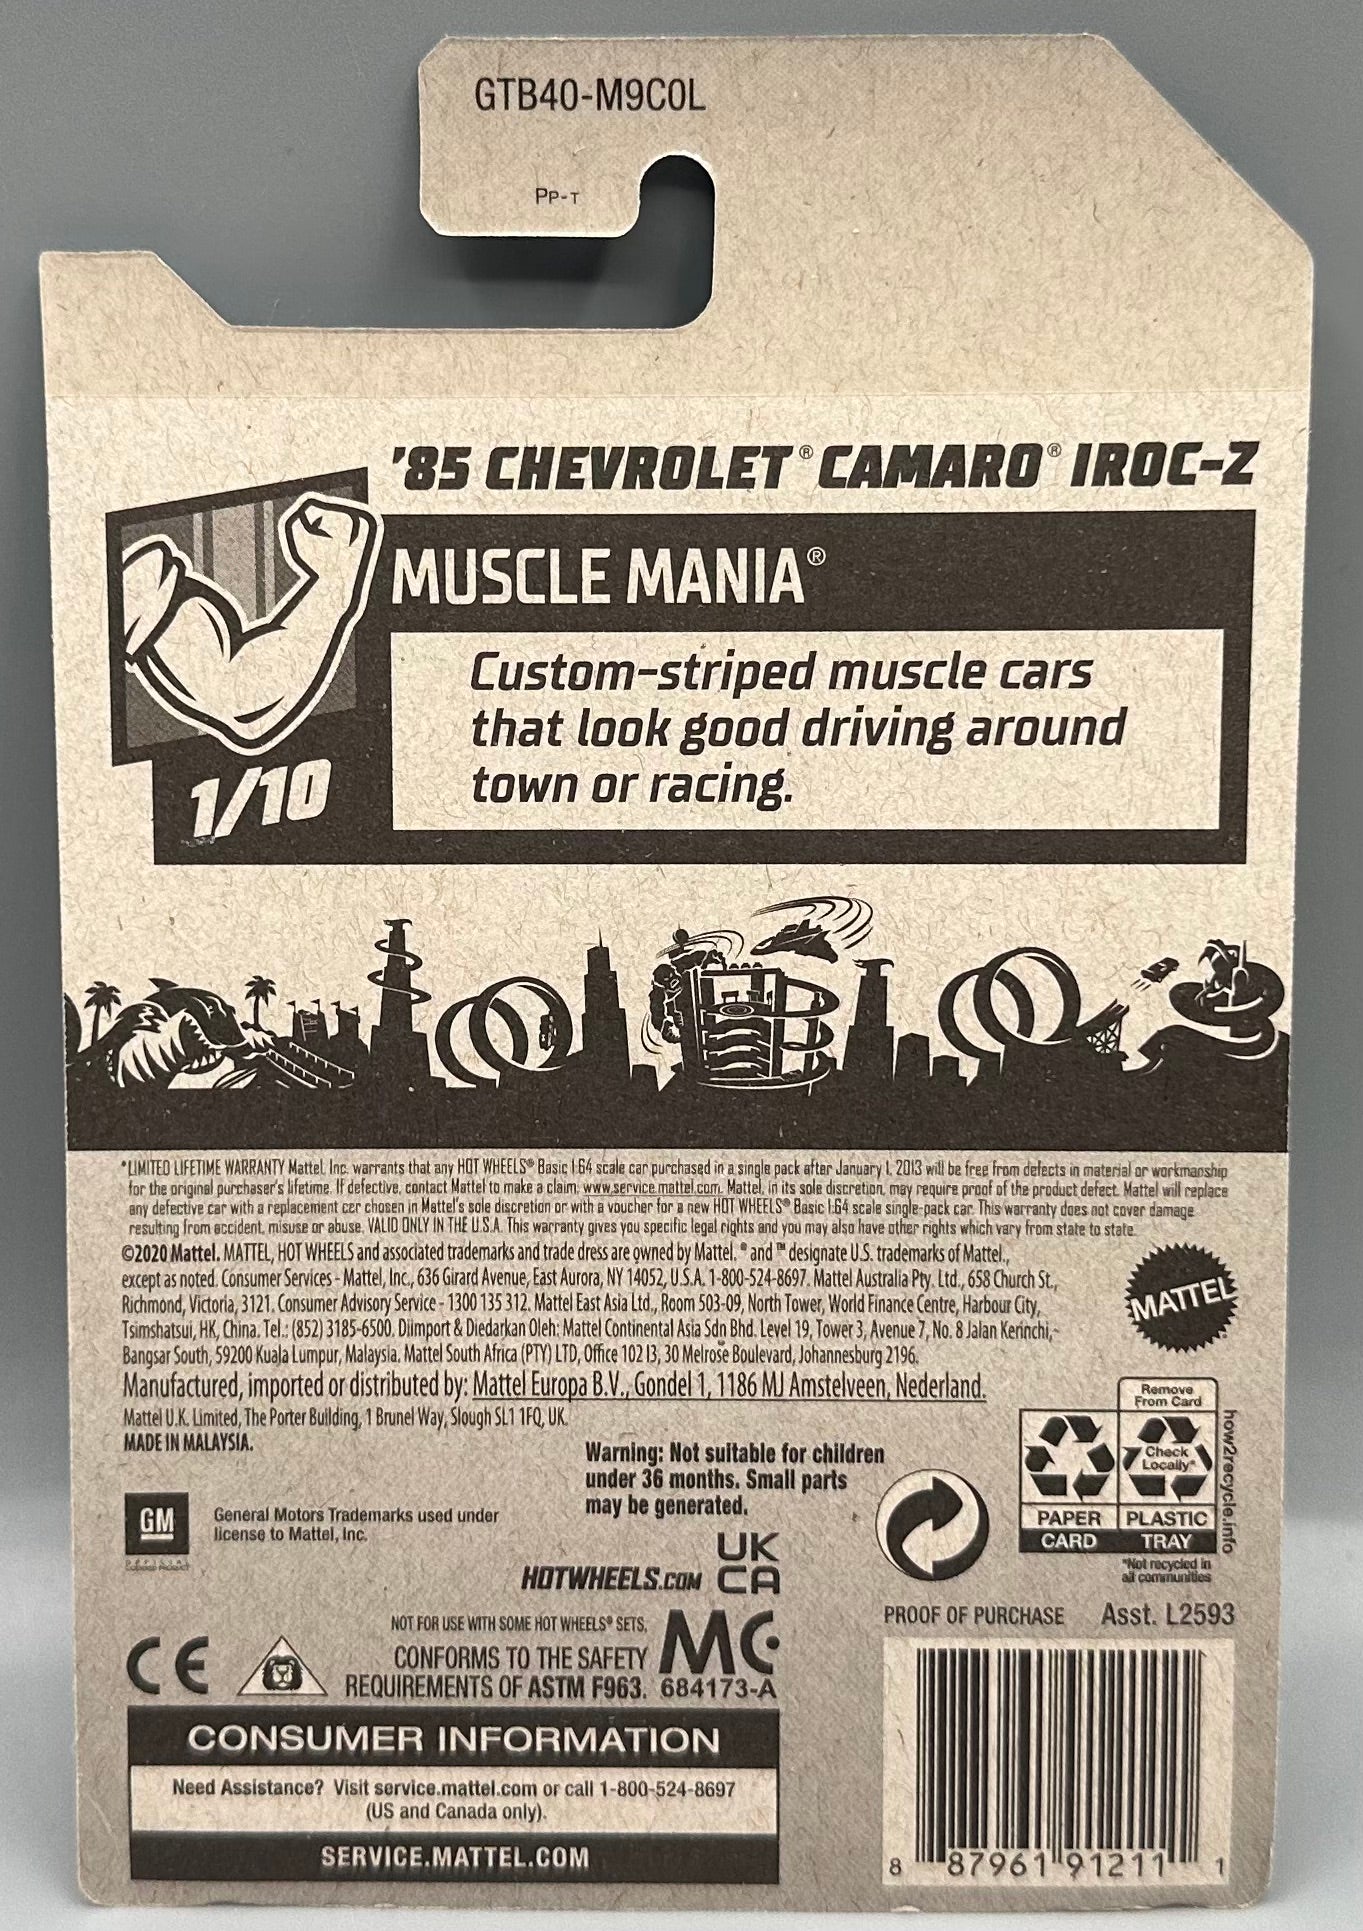 GTB40-M9C0L
PP-T
'85 CHEVROLET® CAMARO® IROC-Z
MUSCLE MANIA®
Custom-striped muscle cars
that look good driving around
town or racing.
1/10
*LIMITED LIFETIME WARRANTY Mattel, Inc. warrants that any HOT WHEELS® Basic 1:64 scale car purchased in a single pack after January 1, 2013 will be free from defects in material or workmanship
for the original purchaser's lifetime. If defective, contact Mattel to make a claim: www.service.mattel.com. Mattel, in its sole discretion, may require proof of the product defect. Mattel will replace
any defective car with a replacement car chosen in Mattel's sole discretion or with a voucher for a new HOT WHEELS® Basic 1:64 scale single-pack car. This warranty does not cover damage
resulting from accident, misuse or abuse. VALID ONLY IN THE U.S.A. This warranty gives you specific legal rights and you may also have other rights which vary from state to state.
©2020 Mattel. MATTEL, HOT WHEELS and associated trademarks and trade dress are owned by Mattel. ® and ™ designate U.S. trademarks of Mattel.,
except as noted. Consumer Services - Mattel, Inc., 636 Girard Avenue, East Aurora, NY 14052, U.S.A. 1-800-524-8697. Mattel Australia Pty. Ltd., 658 Church St.,
Richmond, Victoria, 3121. Consumer Advisory Service - 1300 135 312. Mattel East Asia Ltd., Room 503-09, North Tower, World Finance Centre, Harbour City,
Tsimshatsui, HK, China. Tel.: (852) 3185-6500. Diimport & Diedarkan Oleh: Mattel Continental Asia Sdn Bhd. Level 19, Tower 3, Avenue 7, No. 8 Jalan Kerinchi,
Bangsar South, 59200 Kuala Lumpur, Malaysia. Mattel South Africa (PTY) LTD, Office 102 I3, 30 Melrose Boulevard, Johannesburg 2196.
Manufactured, imported or distributed by: Mattel Europa B.V., Gondel 1, 1186 MJ Amstelveen, Nederland.
Mattel U.K. Limited, The Porter Building, 1 Brunel Way, Slough SL1 1FQ, UK.
MADE IN MALAYSIA.
MATTEL
Warning: Not suitable for children
under 36 months. Small parts
may be generated.
Remove
From Card
Check
Locally*
PAPER
PLASTIC
CARD
TRAY
*Not recycled in
all communities
how2recycle.info
GM
OFFICIAL
LICENSED PRODUCT
General Motors Trademarks used under
license to Mattel, Inc.
HOTWHEELS.COM
UK
CA
NOT FOR USE WITH SOME HOT WHEELS® SETS.
CE
CONFORMS TO THE SAFETY
REQUIREMENTS OF ASTM F963.
MC
684173-A
PROOF OF PURCHASE
Asst. L2593
CONSUMER INFORMATION
Need Assistance? Visit service.mattel.com or call 1-800-524-8697
(US and Canada only).
SERVICE.MATTEL.COM
8 87961 91211 1